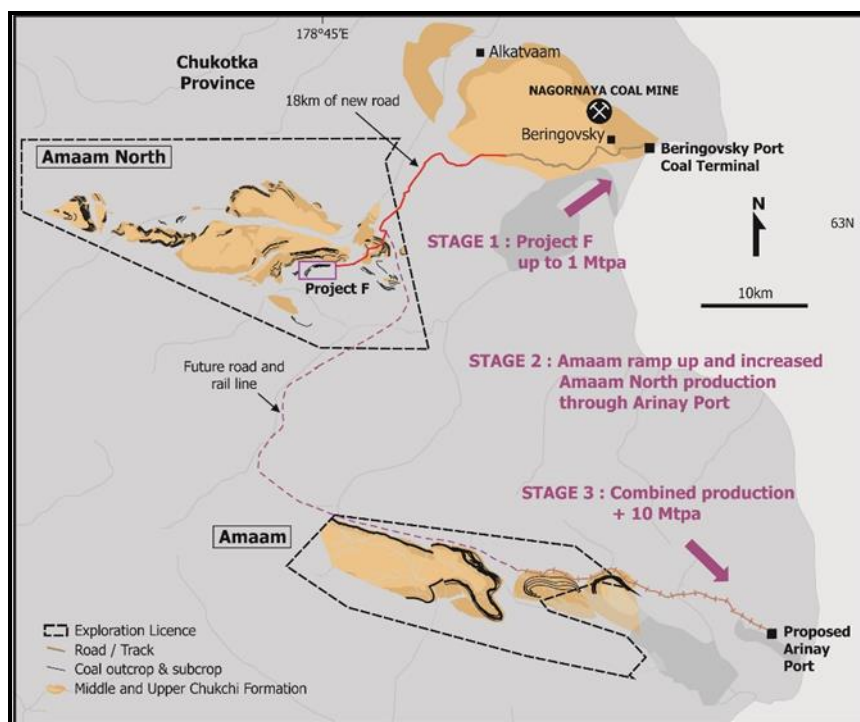 178°45'E
Chukotka
Province
Alkatvaam
18km of new road
NAGORNAYA COAL MINE
Beringovsky
Beringovsky Port
Coal Terminal
Amaam North
N
63N
STAGE 1 : Project F
up to 1 Mtpa
Project F
10km
Future road and
rail line
STAGE 2 : Amaam ramp up and increased
Amaam North production
through Arinay Port
STAGE 3 : Combined production
+ 10 Mtpa
Amaam
Exploration Licence
Road / Track
Coal outcrop & subcrop
Middle and Upper Chukchi Formation
Proposed
Arinay
Port